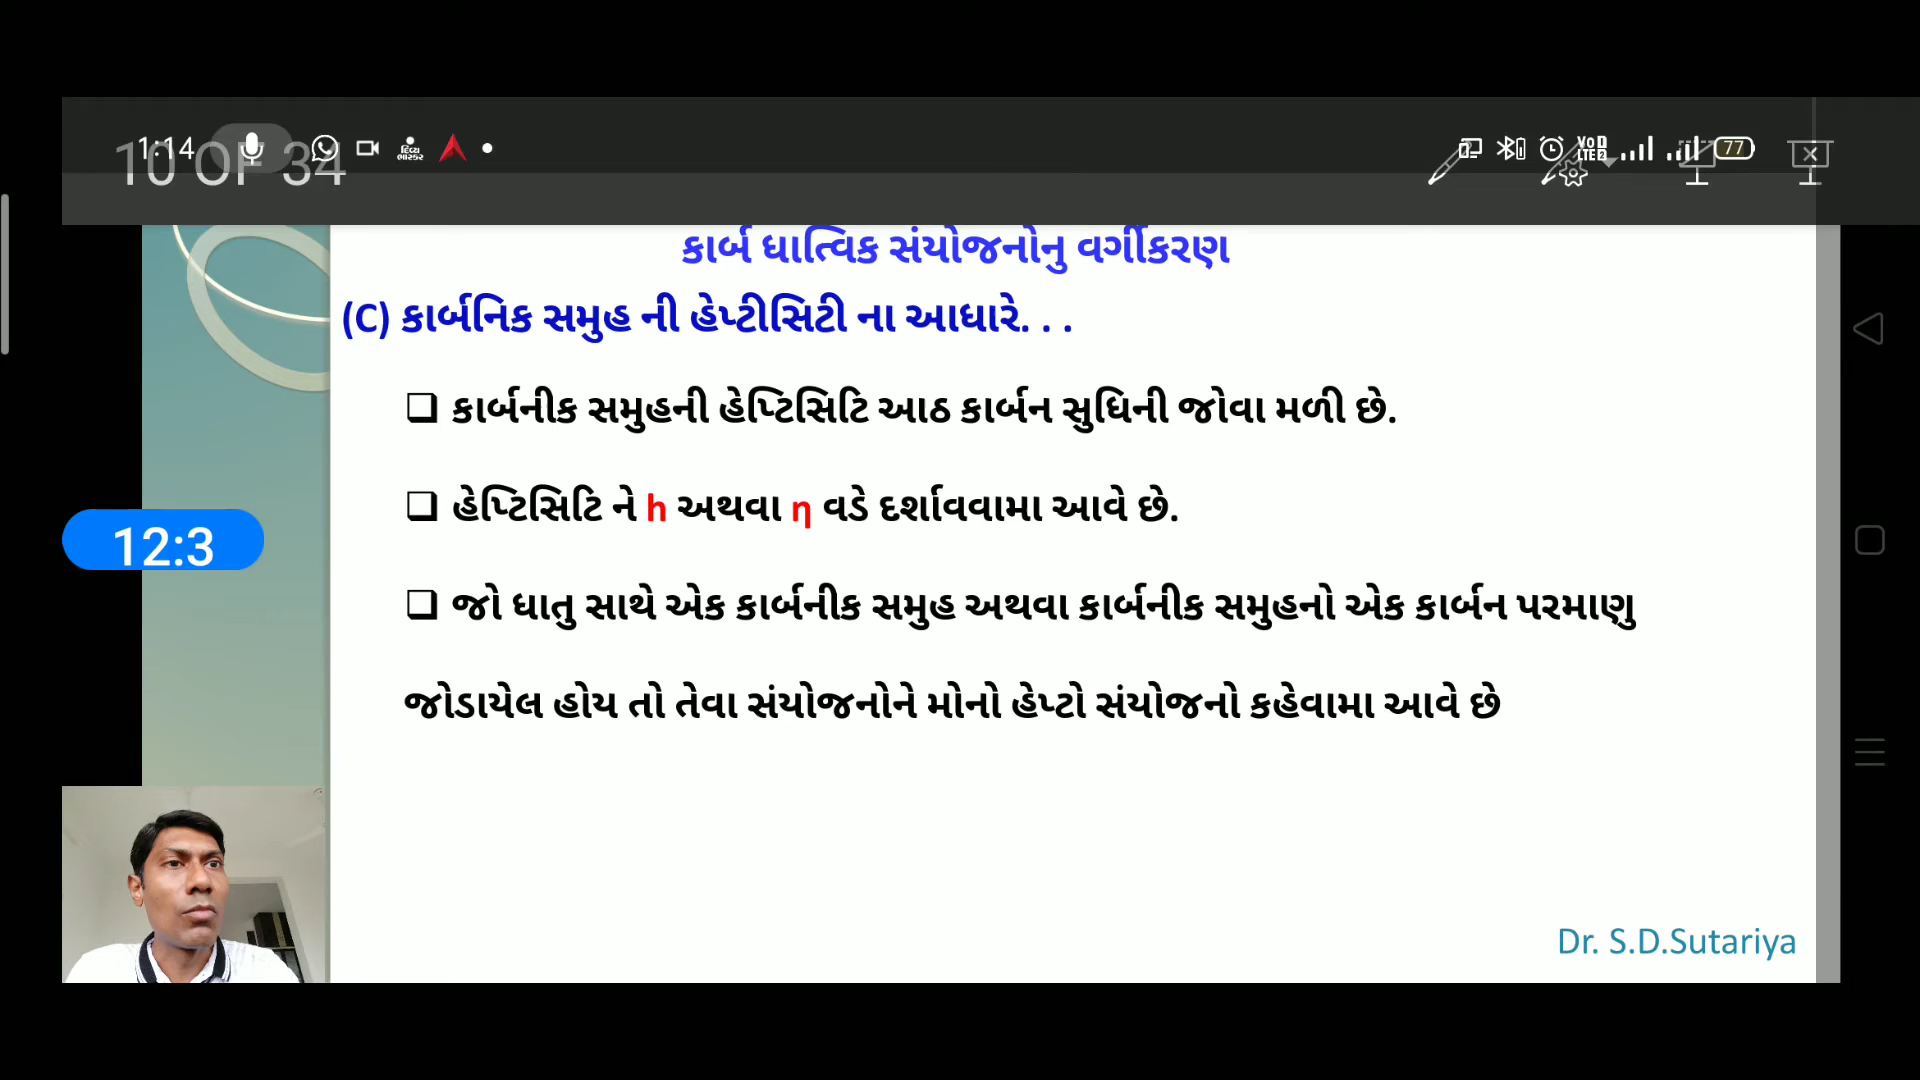 1:14
77
10 OF 34
કાર્બ ધાત્વિક સંયોજનોનુ વર્ગીકરણ
(C) કાર્બનિક સમુહ ની હેપ્ટીસિટી ના આધારે. . .
❑ કાર્બનીક સમુહની હેપ્ટિસિટિ આઠ કાર્બન સુધિની જોવા મળી છે.
❑ હેપ્ટિસિટિ ને h અથવા η વડે દર્શાવવામા આવે છે.
12:3
❑ જો ધાતુ સાથે એક કાર્બનીક સમુહ અથવા કાર્બનીક સમુહનો એક કાર્બન પરમાણુ
જોડાયેલ હોય તો તેવા સંયોજનોને મોનો હેપ્ટો સંયોજનો કહેવામા આવે છે
Dr. S.D.Sutariya